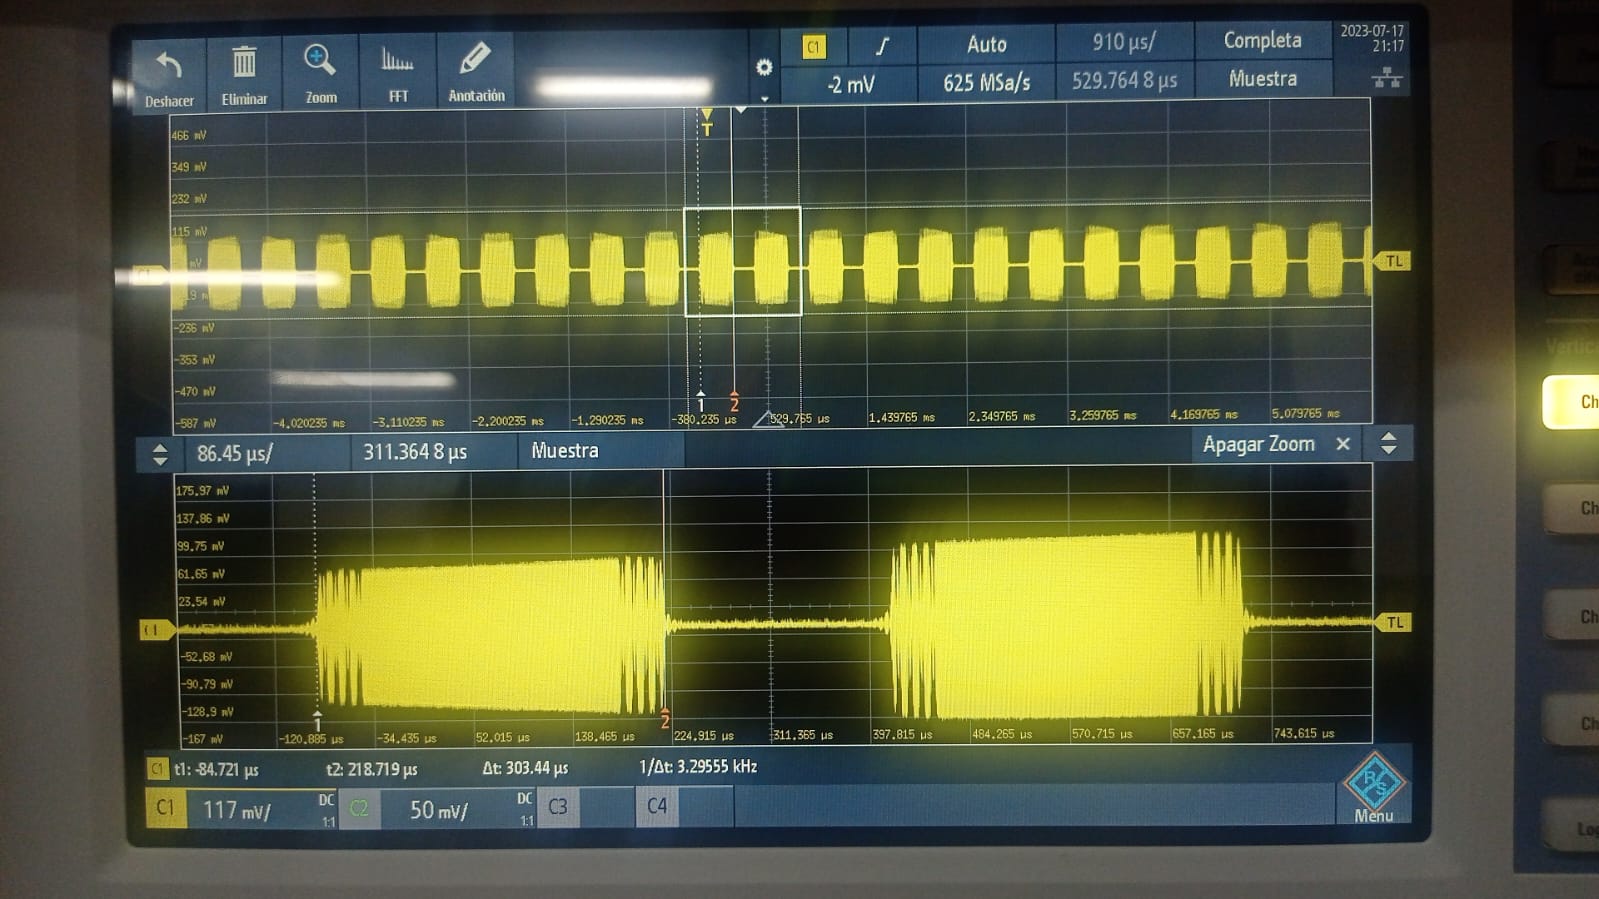 C1
Auto
910 µs/
Completa
2023-07-17
21:17
-2 mV
625 MSa/s
529.764 8 µs
Muestra
Deshacer
Eliminar
Zoom
FFT
Anotación
T
466 mV
349 mV
232 mV
115 mV
TL
-236 mV
-353 mV
-470 mV
-587 mV
1
2
-4,020235 ms
-3,110235 ms
-2,200235 ms
-1,290235 ms
-380,235 µs
529,765 µs
1,439765 ms
2,349765 ms
3,259765 ms
4,169765 ms
5,079765 ms
86.45 µs/
311.364 8 µs
Muestra
Apagar Zoom
175,97 mV
137,86 mV
99,75 mV
61,65 mV
23,54 mV
C1
TL
-52,68 mV
-90,79 mV
-128,9 mV
-167 mV
1
2
-120,885 µs
-34,435 µs
52,015 µs
138,465 µs
224,915 µs
311,365 µs
397,815 µs
484,265 µs
570,715 µs
657,165 µs
743,615 µs
C1 t1: -84.721 µs t2: 218.719 µs Δt: 303.44 µs 1/Δt: 3.29555 kHz
C1 117 mV/ DC 1:1
C2 50 mV/ DC 1:1
C3
C4
R S
Menu
Ch
Ch
Ch
Ch